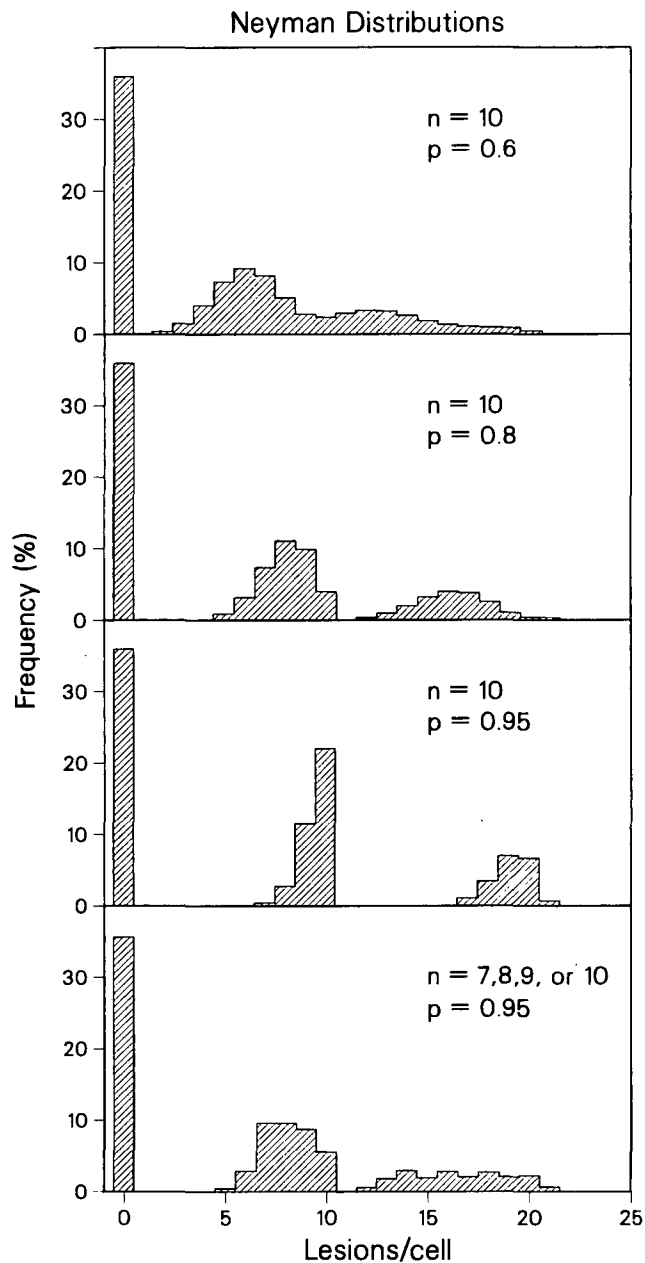 Neyman Distributions
30
20
10
0
n = 10
p = 0.6
30
20
10
0
n = 10
p = 0.8
Frequency (%)
30
20
10
0
n = 10
p = 0.95
30
20
10
0
n = 7,8,9, or 10
p = 0.95
0 5 10 15 20 25
Lesions/cell